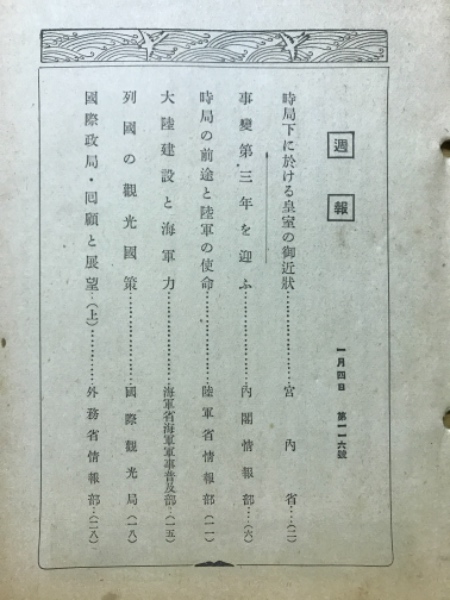 週報
一月四日 第一一六號
時局下に於ける皇室の御近狀…………宮內省…(二)
事變第三年を迎ふ…………內閣情報部…(六)
時局の前途と陸軍の使命…………陸軍省情報部…(一一)
大陸建設と海軍力…………海軍省海軍軍事普及部…(一五)
列國の觀光國策…………國際觀光局…(一八)
國際政局・回顧と展望…(上)…………外務省情報部…(二八)